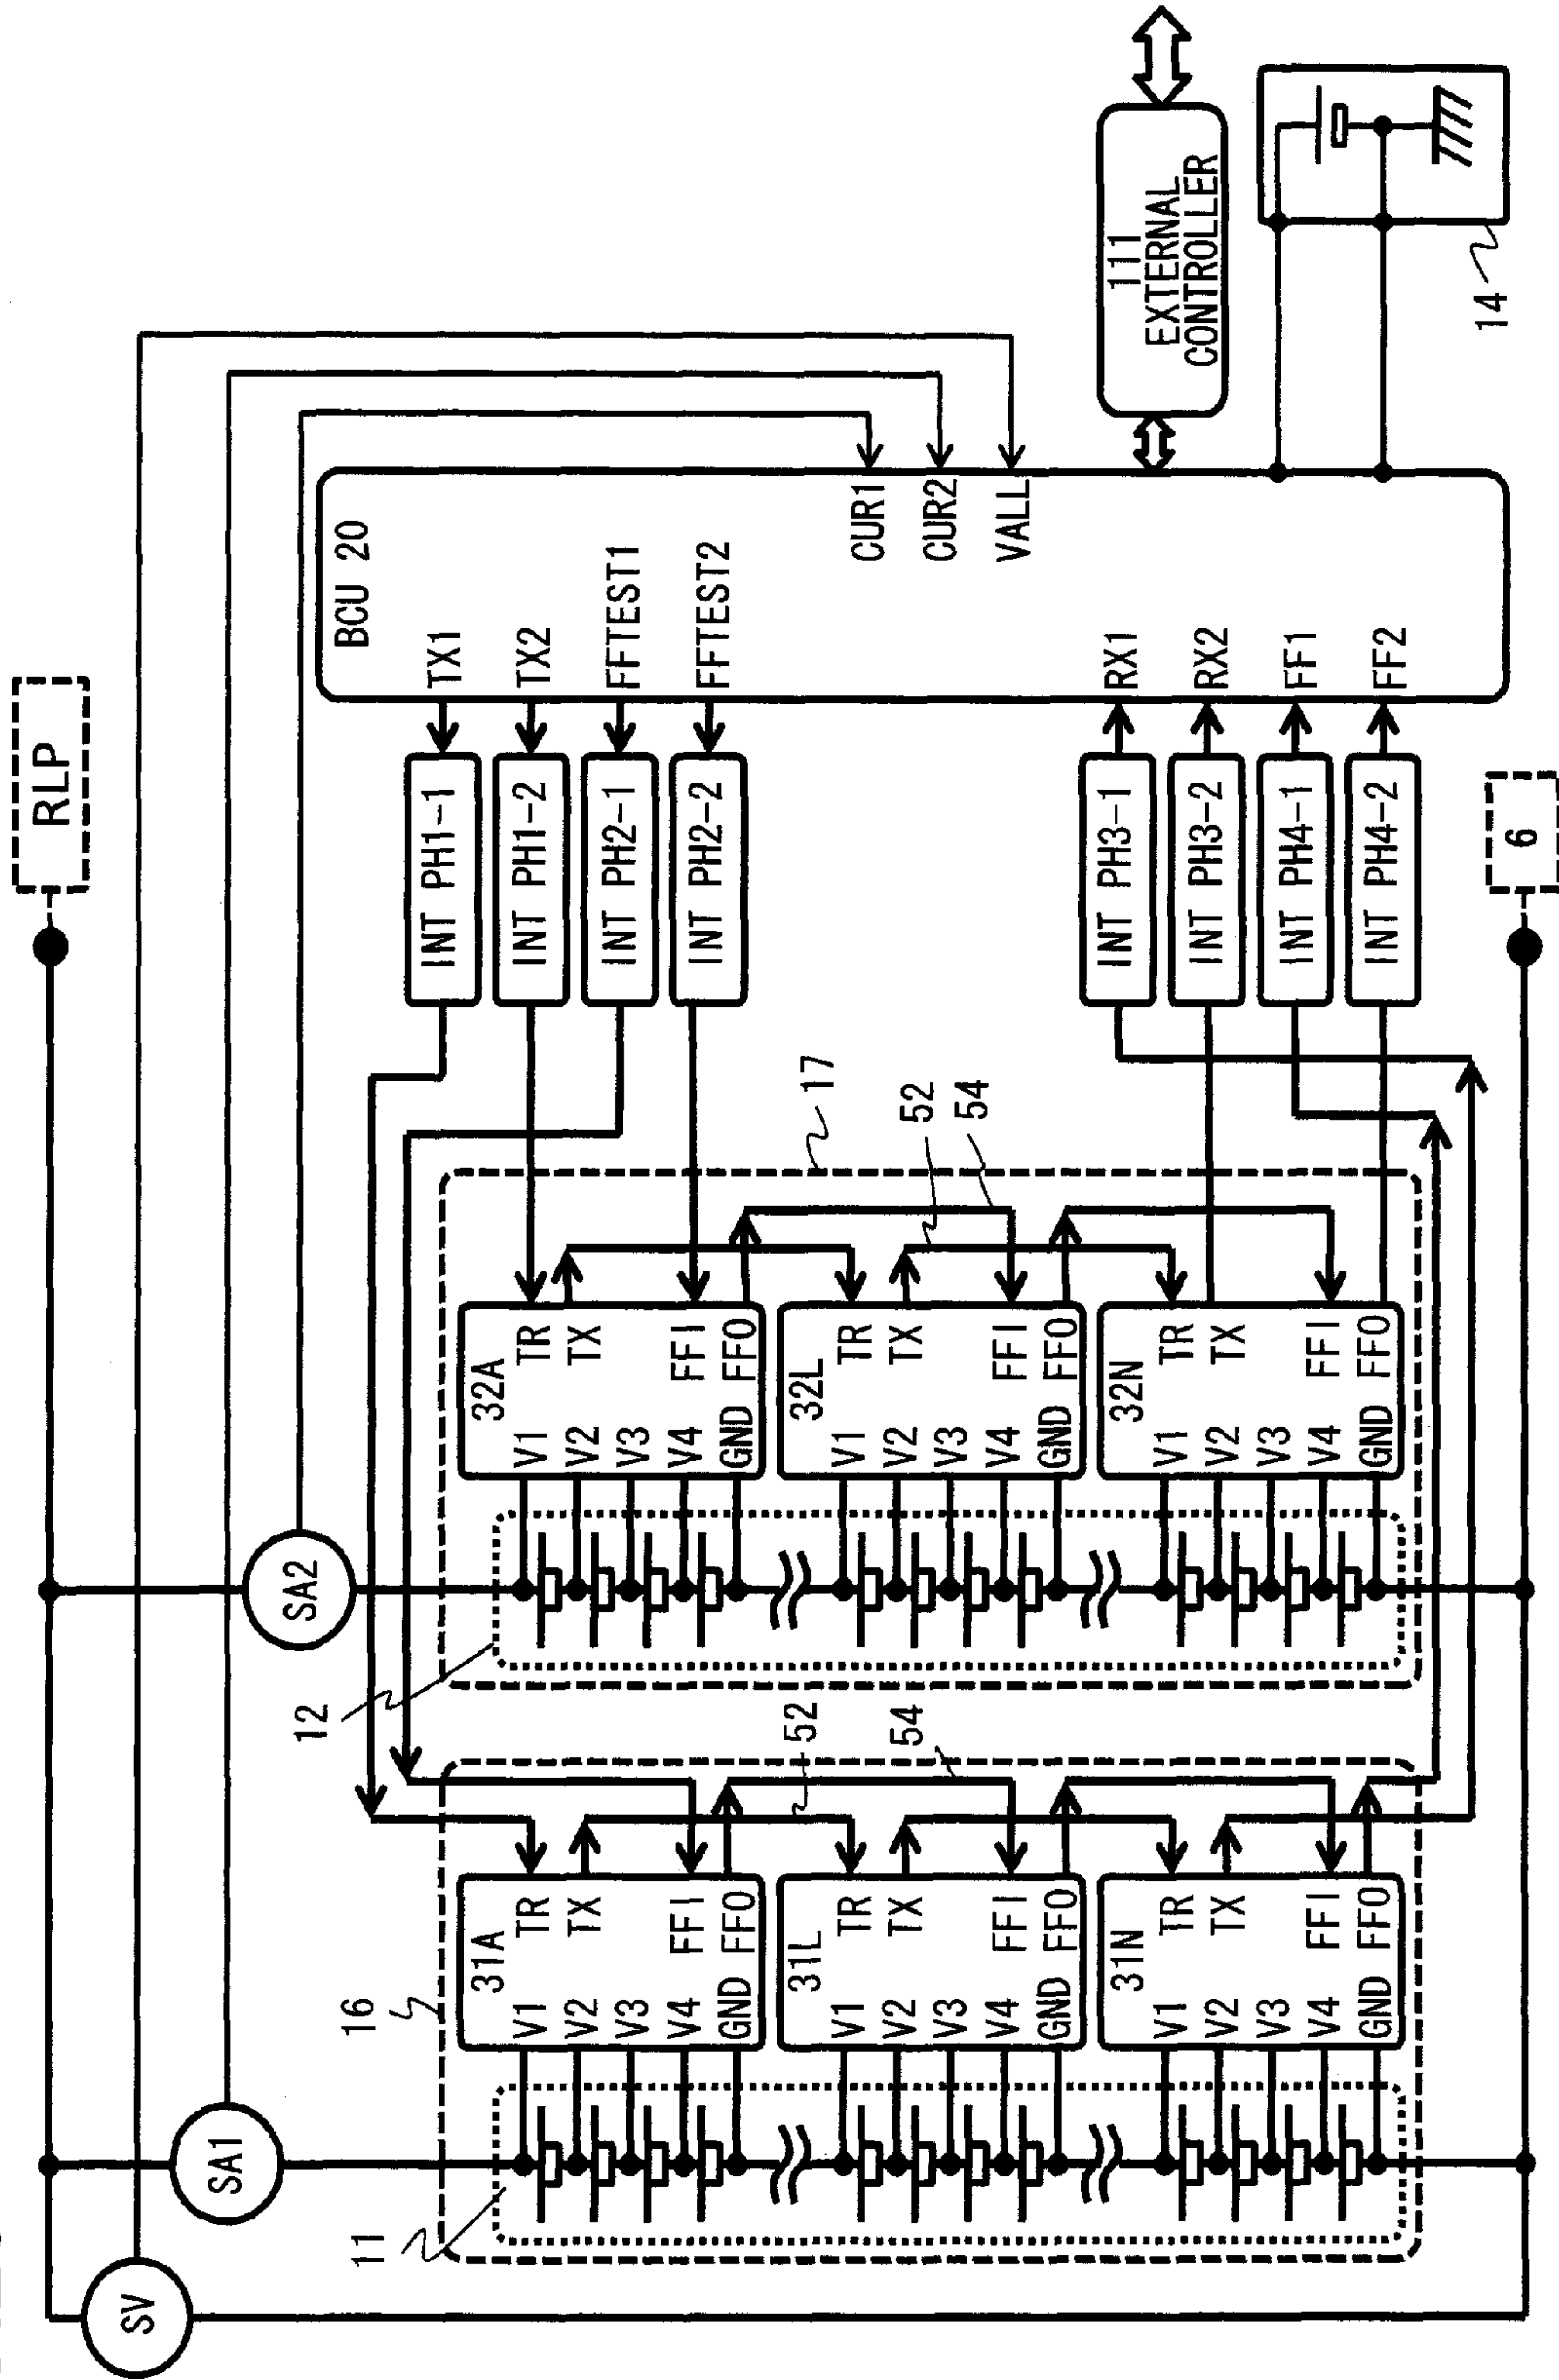 RLP
SV
SA1
SA2
BCU 20
TX1
TX2
FFTEST1
FFTEST2
CUR1
CUR2
VALL
RX1
RX2
FF1
FF2
INT PH1-1
INT PH1-2
INT PH2-1
INT PH2-2
INT PH3-1
INT PH3-2
INT PH4-1
INT PH4-2
111
EXTERNAL
CONTROLLER
14
6
11
16
31A
V1 TR
V2 TX
V3
V4 FFI
GND FFO
31L
V1 TR
V2 TX
V3
V4 FFI
GND FFO
31N
V1 TR
V2 TX
V3
V4 FFI
GND FFO
52
54
12
17
32A
V1 TR
V2 TX
V3
V4 FFI
GND FFO
32L
V1 TR
V2 TX
V3
V4 FFI
GND FFO
32N
V1 TR
V2 TX
V3
V4 FFI
GND FFO
52
54